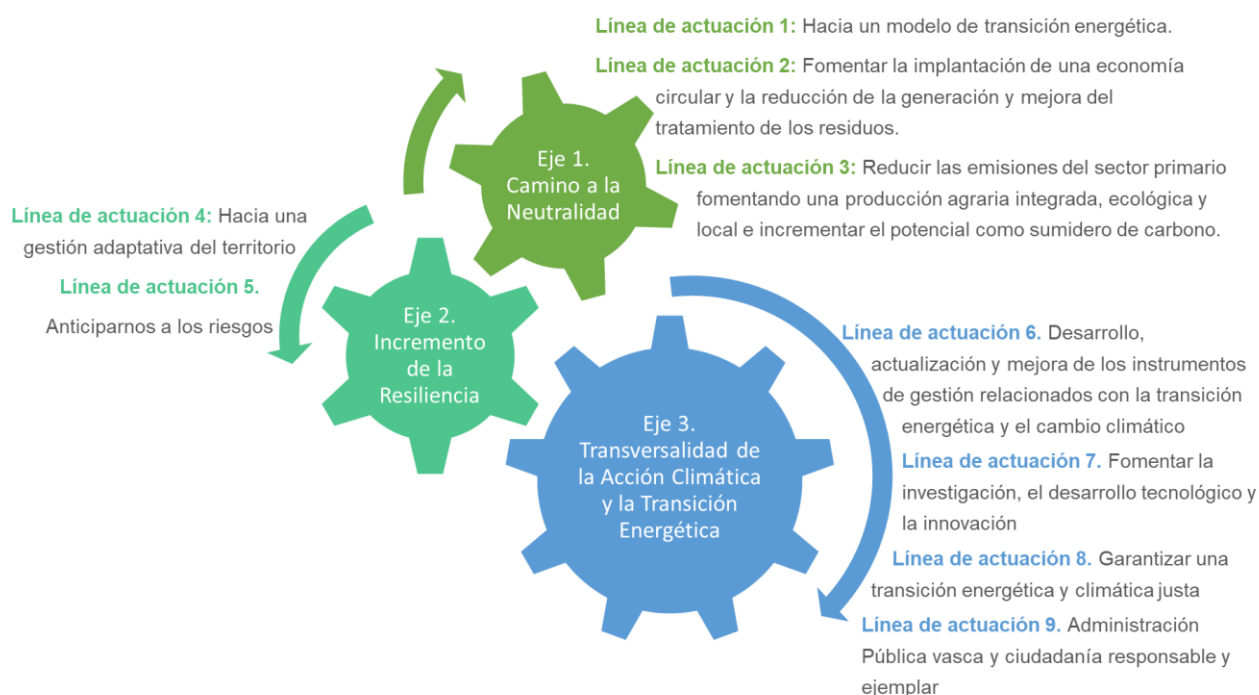 Línea de actuación 1: Hacia un modelo de transición energética.
Línea de actuación 2: Fomentar la implantación de una economía
circular y la reducción de la generación y mejora del
tratamiento de los residuos.
Línea de actuación 3: Reducir las emisiones del sector primario
fomentando una producción agraria integrada, ecológica y
local e incrementar el potencial como sumidero de carbono.
Eje 1.
Camino a la
Neutralidad
Línea de actuación 4: Hacia una
gestión adaptativa del territorio
Línea de actuación 5.
Anticiparnos a los riesgos
Eje 2.
Incremento
de la
Resiliencia
Eje 3.
Transversalidad de
la Acción Climática
y la Transición
Energética
Línea de actuación 6. Desarrollo,
actualización y mejora de los instrumentos
de gestión relacionados con la transición
energética y el cambio climático
Línea de actuación 7. Fomentar la
investigación, el desarrollo tecnológico y
la innovación
Línea de actuación 8. Garantizar una
transición energética y climática justa
Línea de actuación 9. Administración
Pública vasca y ciudadanía responsable y
ejemplar